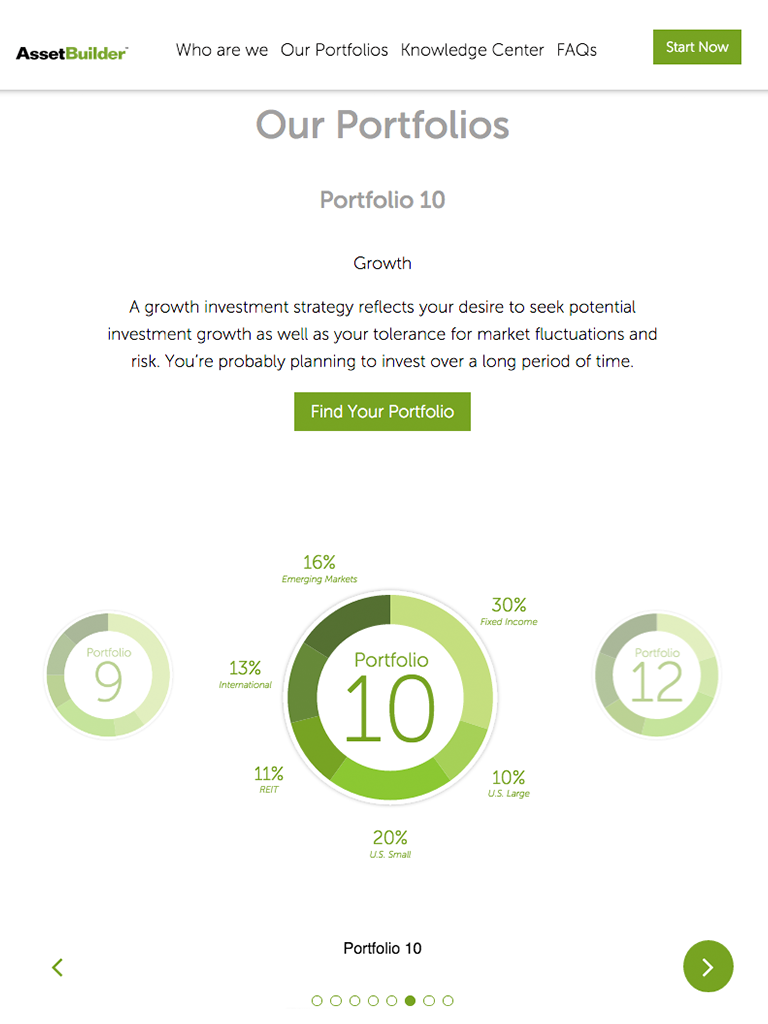 AssetBuilder
Who are we Our Portfolios Knowledge Center FAQs
Start Now
Our Portfolios
Portfolio 10
Growth
A growth investment strategy reflects your desire to seek potential
investment growth as well as your tolerance for market fluctuations and
risk. You're probably planning to invest over a long period of time.
Find Your Portfolio
16%
Emerging Markets
30%
Fixed Income
13%
International
11%
REIT
10%
U.S. Large
20%
U.S. Small
Portfolio
9
Portfolio
10
Portfolio
12
Portfolio 10